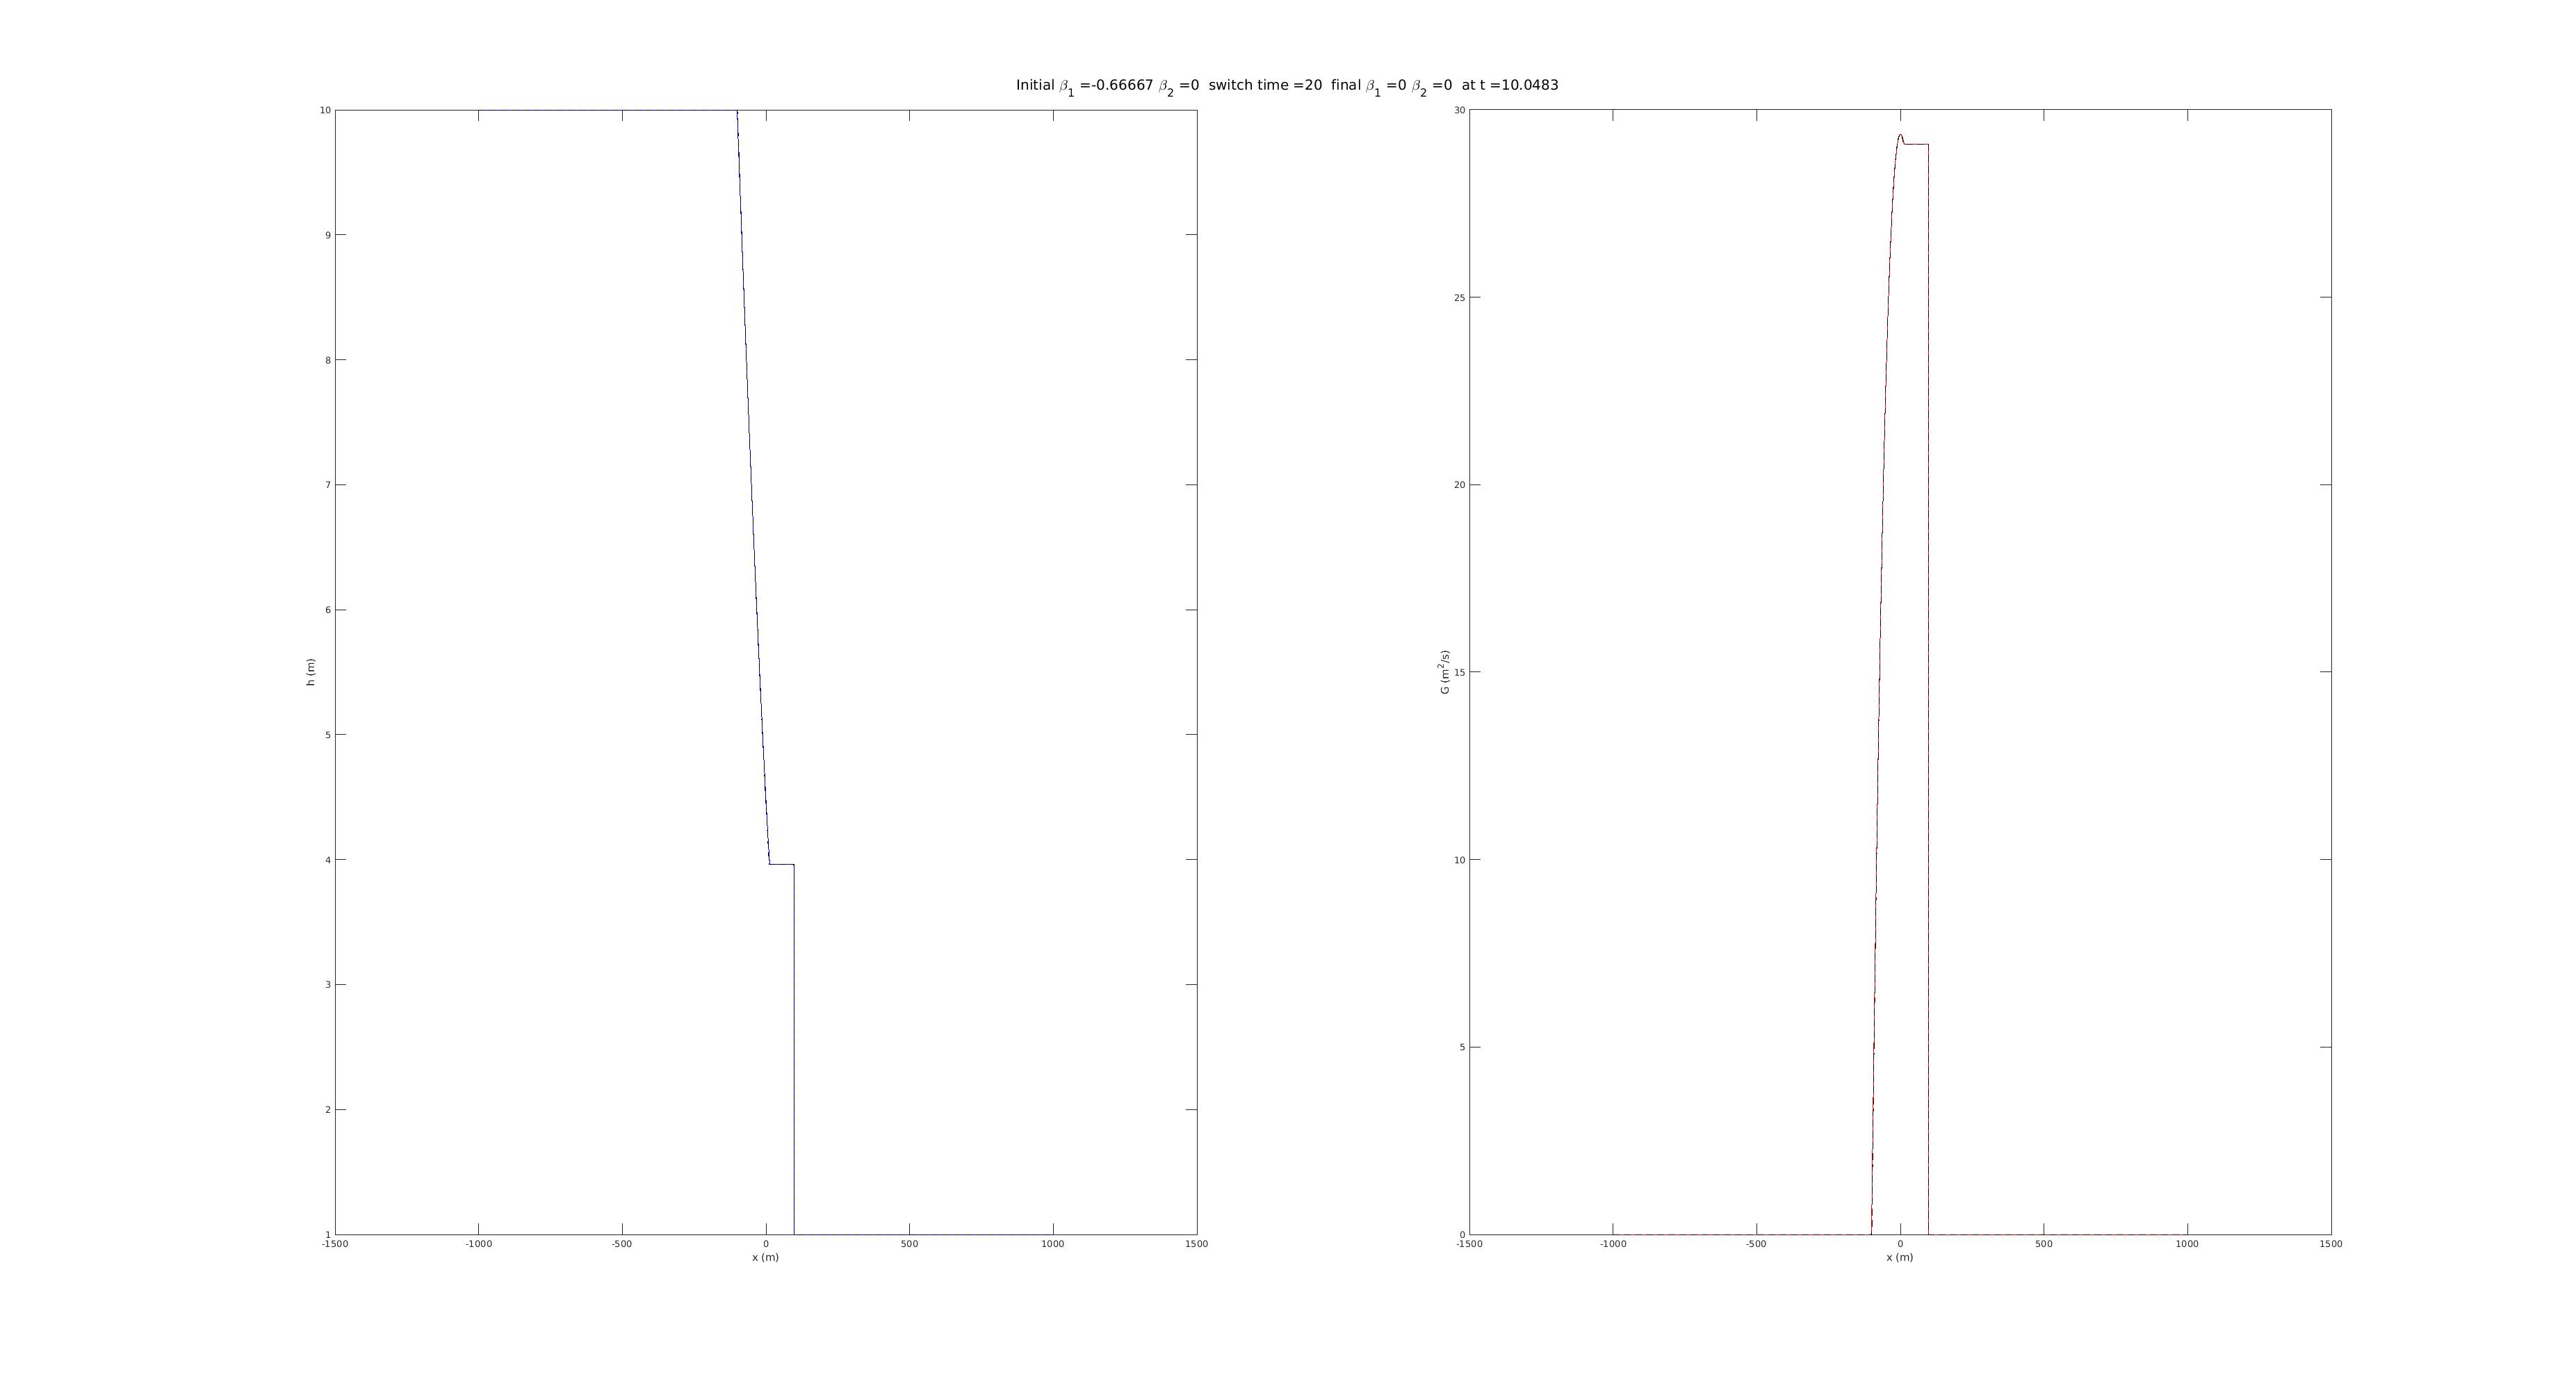 Initial β1 =-0.66667 β2 =0 switch time =20 final β1 =0 β2 =0 at t =10.0483
10
9
8
7
6
5
4
3
2
1
h (m)
-1500 -1000 -500 0 500 1000 1500
x (m)
30
25
20
15
10
5
0
G (m2/s)
-1500 -1000 -500 0 500 1000 1500
x (m)